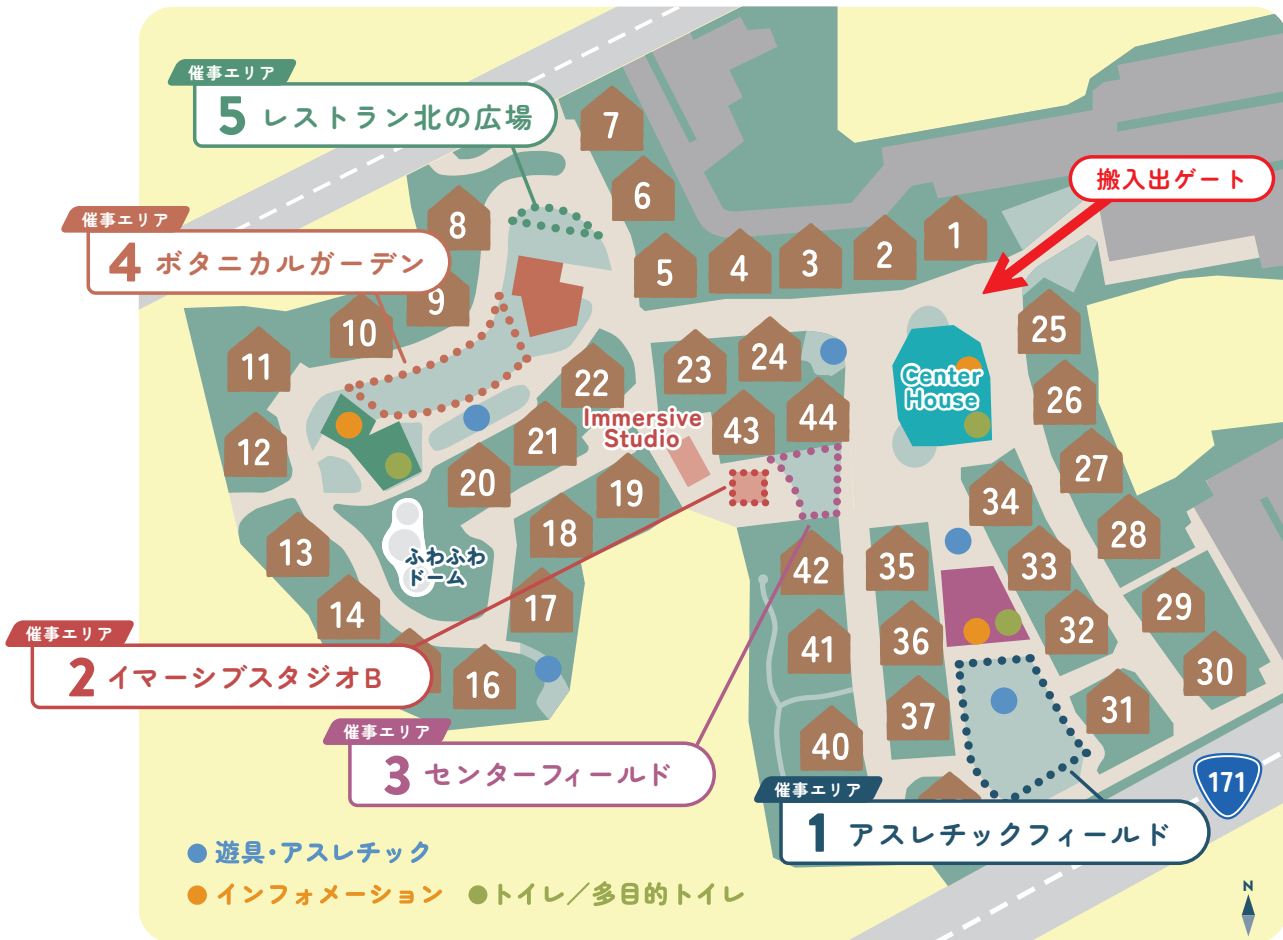 催事エリア
5 レストラン北の広場
催事エリア
4 ボタニカルガーデン
搬入出ゲート
7
6
8
1
2
3
4
5
9
10
11
12
25
26
27
28
23
24
22
Center
House
Immersive
Studio
43
44
21
20
19
18
34
13
14
ふわふわ
ドーム
17
42
35
33
29
催事エリア
2 イマーシブスタジオB
16
41
36
32
30
催事エリア
3 センターフィールド
40
37
31
171
催事エリア
1 アスレチックフィールド
遊具・アスレチック
インフォメーション
トイレ／多目的トイレ
N